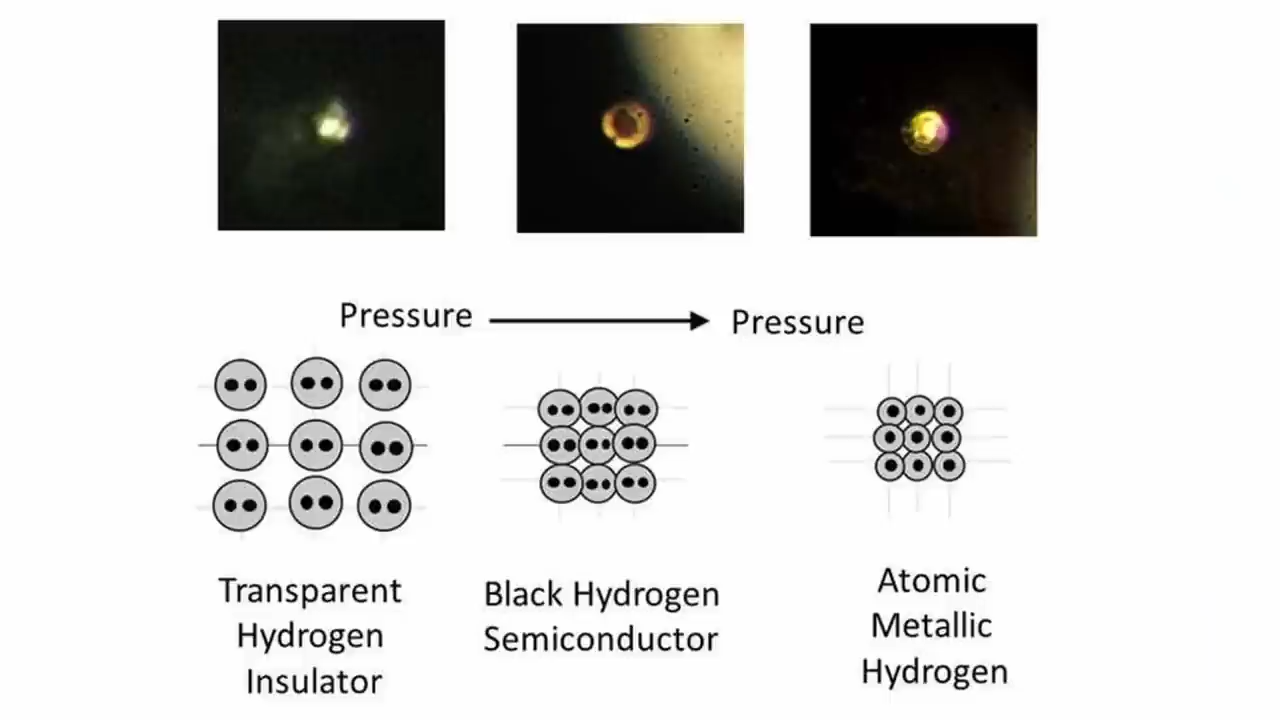 Pressure
Pressure
Transparent
Hydrogen
Insulator
Black Hydrogen
Semiconductor
Atomic
Metallic
Hydrogen